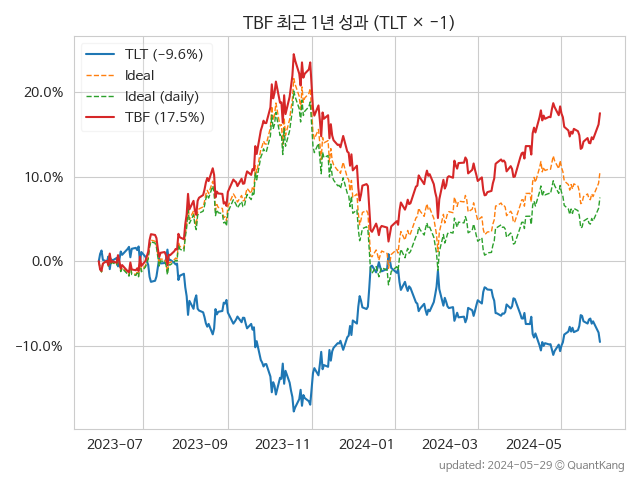 TBF 최근 1년 성과 (TLT × −1)
TLT (−9.6%)
Ideal
Ideal (daily)
TBF (17.5%)
20.0%
10.0%
0.0%
−10.0%
2023−07
2023−09
2023−11
2024−01
2024−03
2024−05
updated: 2024−05−29 ⓒ QuantKang